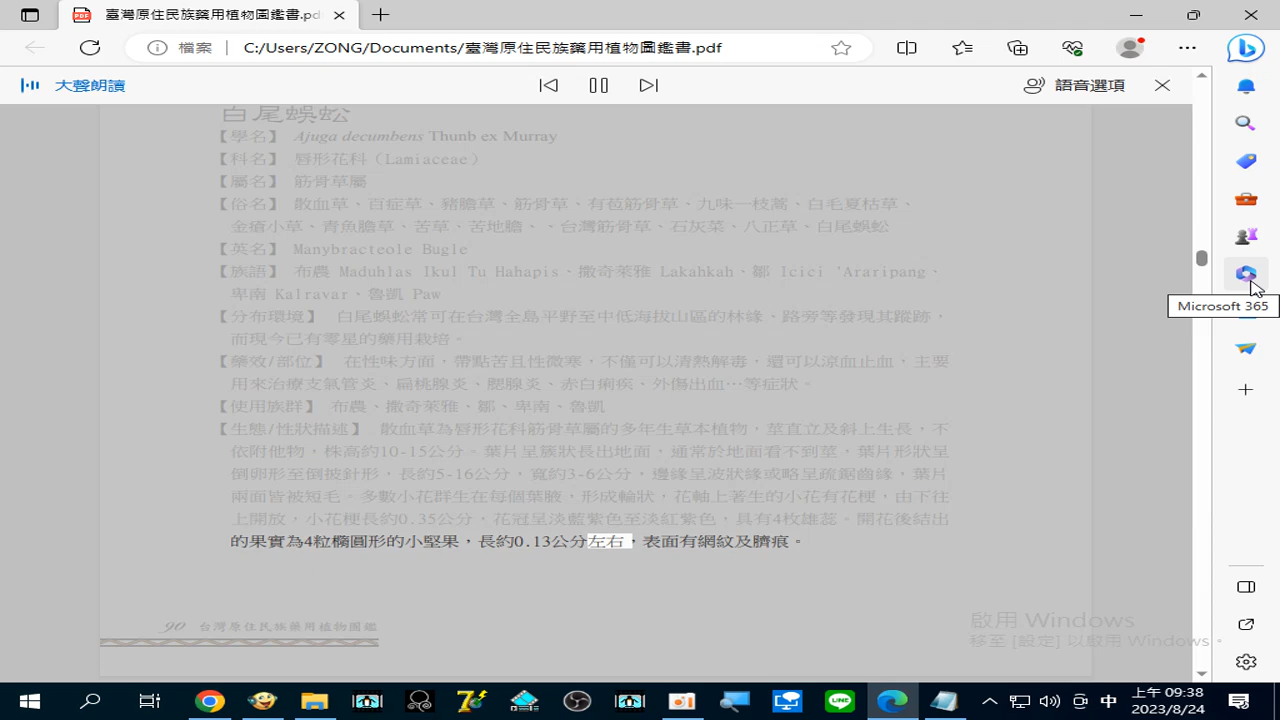 臺灣原住民族藥用植物圖鑑書.pd
檔案
C:/Users/ZONG/Documents/臺灣原住民族藥用植物圖鑑書.pdf
大聲朗讀
語音選項
白尾蜈蚣
【學名】 Ajuga decumbens Thunb ex Murray
【科名】 唇形花科（Lamiaceae）
【屬名】 筋骨草屬
【俗名】 散血草、百症草、豬膽草、筋骨草、有苞筋骨草、九味一枝蒿、白毛夏枯草、
金瘡小草、青魚膽草、苦草、苦地膽、、台灣筋骨草、石灰菜、八正草、白尾蜈蚣
【英名】 Manybracteole Bugle
【族語】 布農 Maduhlas Ikul Tu Hahapis、撒奇萊雅 Lakahkah、鄒 Icici 'Araripang、
卑南 Kalravar、魯凱 Paw
【分布環境】 白尾蜈蚣常可在台灣全島平野至中低海拔山區的林緣、路旁等發現其蹤跡，
而現今已有零星的藥用栽培。
【藥效/部位】 在性味方面，帶點苦且性微寒，不僅可以清熱解毒，還可以涼血止血，主要
用來治療支氣管炎、扁桃腺炎、腮腺炎、赤白痢疾、外傷出血…等症狀。
【使用族群】 布農、撒奇萊雅、鄒、卑南、魯凱
【生態/性狀描述】 散血草為唇形花科筋骨草屬的多年生草本植物，莖直立及斜上生長，不
依附他物，株高約10-15公分。葉片呈簇狀長出地面、通常於地面看不到莖，葉片形狀呈
倒卵形至倒披針形，長約5-16公分，寬約3-6公分，邊緣呈波狀緣或略呈疏鋸齒緣，葉片
兩面皆被短毛。多數小花群生在每個葉腋，形成輪狀，花軸上著生的小花有花梗，由下往
上開放，小花梗長約0.35公分，花冠呈淡藍紫色至淡紅紫色，具有4枚雄蕊。開花後結出
的果實為4粒橢圓形的小堅果，長約0.13公分左右，表面有網紋及臍痕。
90 台灣原住民族藥用植物圖鑑
Microsoft 365
啟用 Windows
移至 [設定] 以啟用 Windows。
中
上午 09:38
2023/8/24